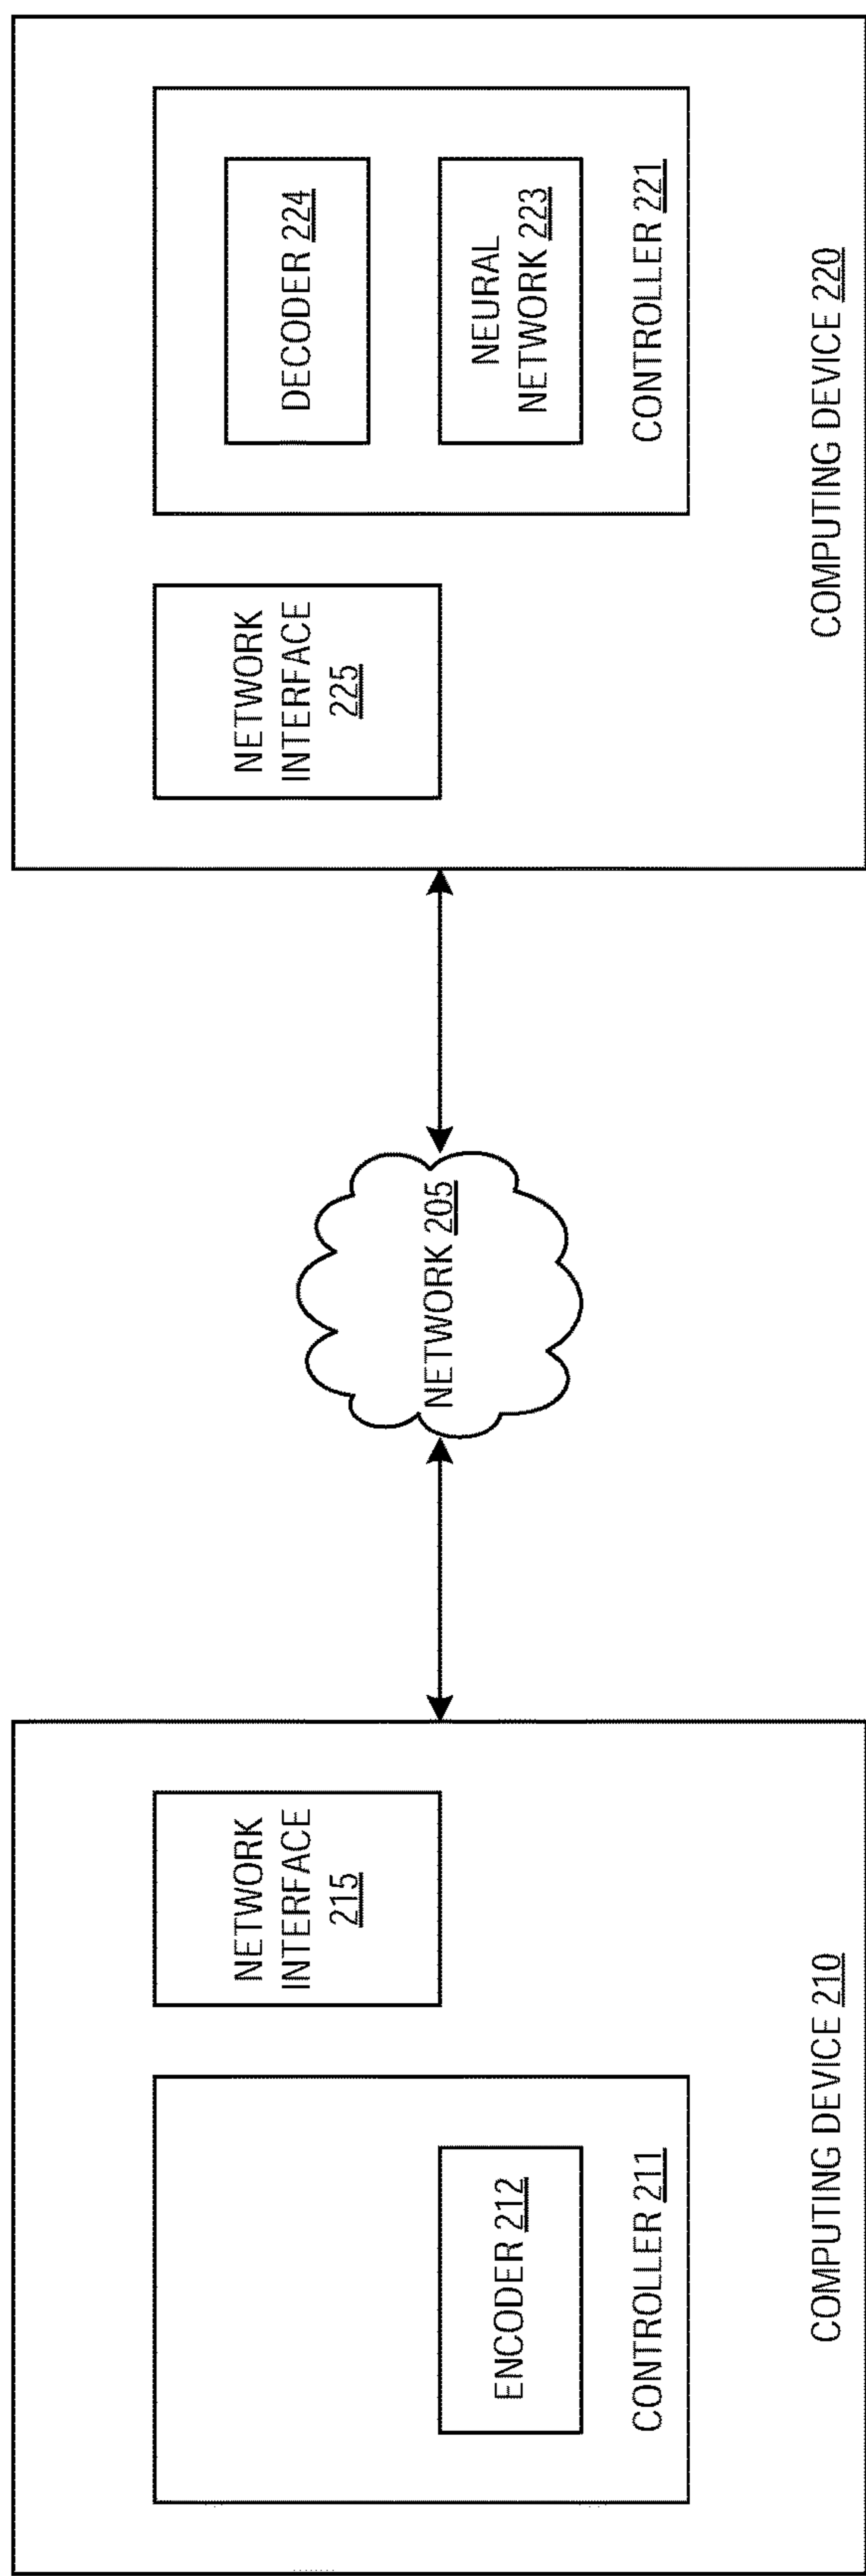 ENCODER 212
CONTROLLER 211
NETWORK
INTERFACE
215
COMPUTING DEVICE 210
NETWORK 205
NETWORK
INTERFACE
225
DECODER 224
NEURAL
NETWORK 223
CONTROLLER 221
COMPUTING DEVICE 220